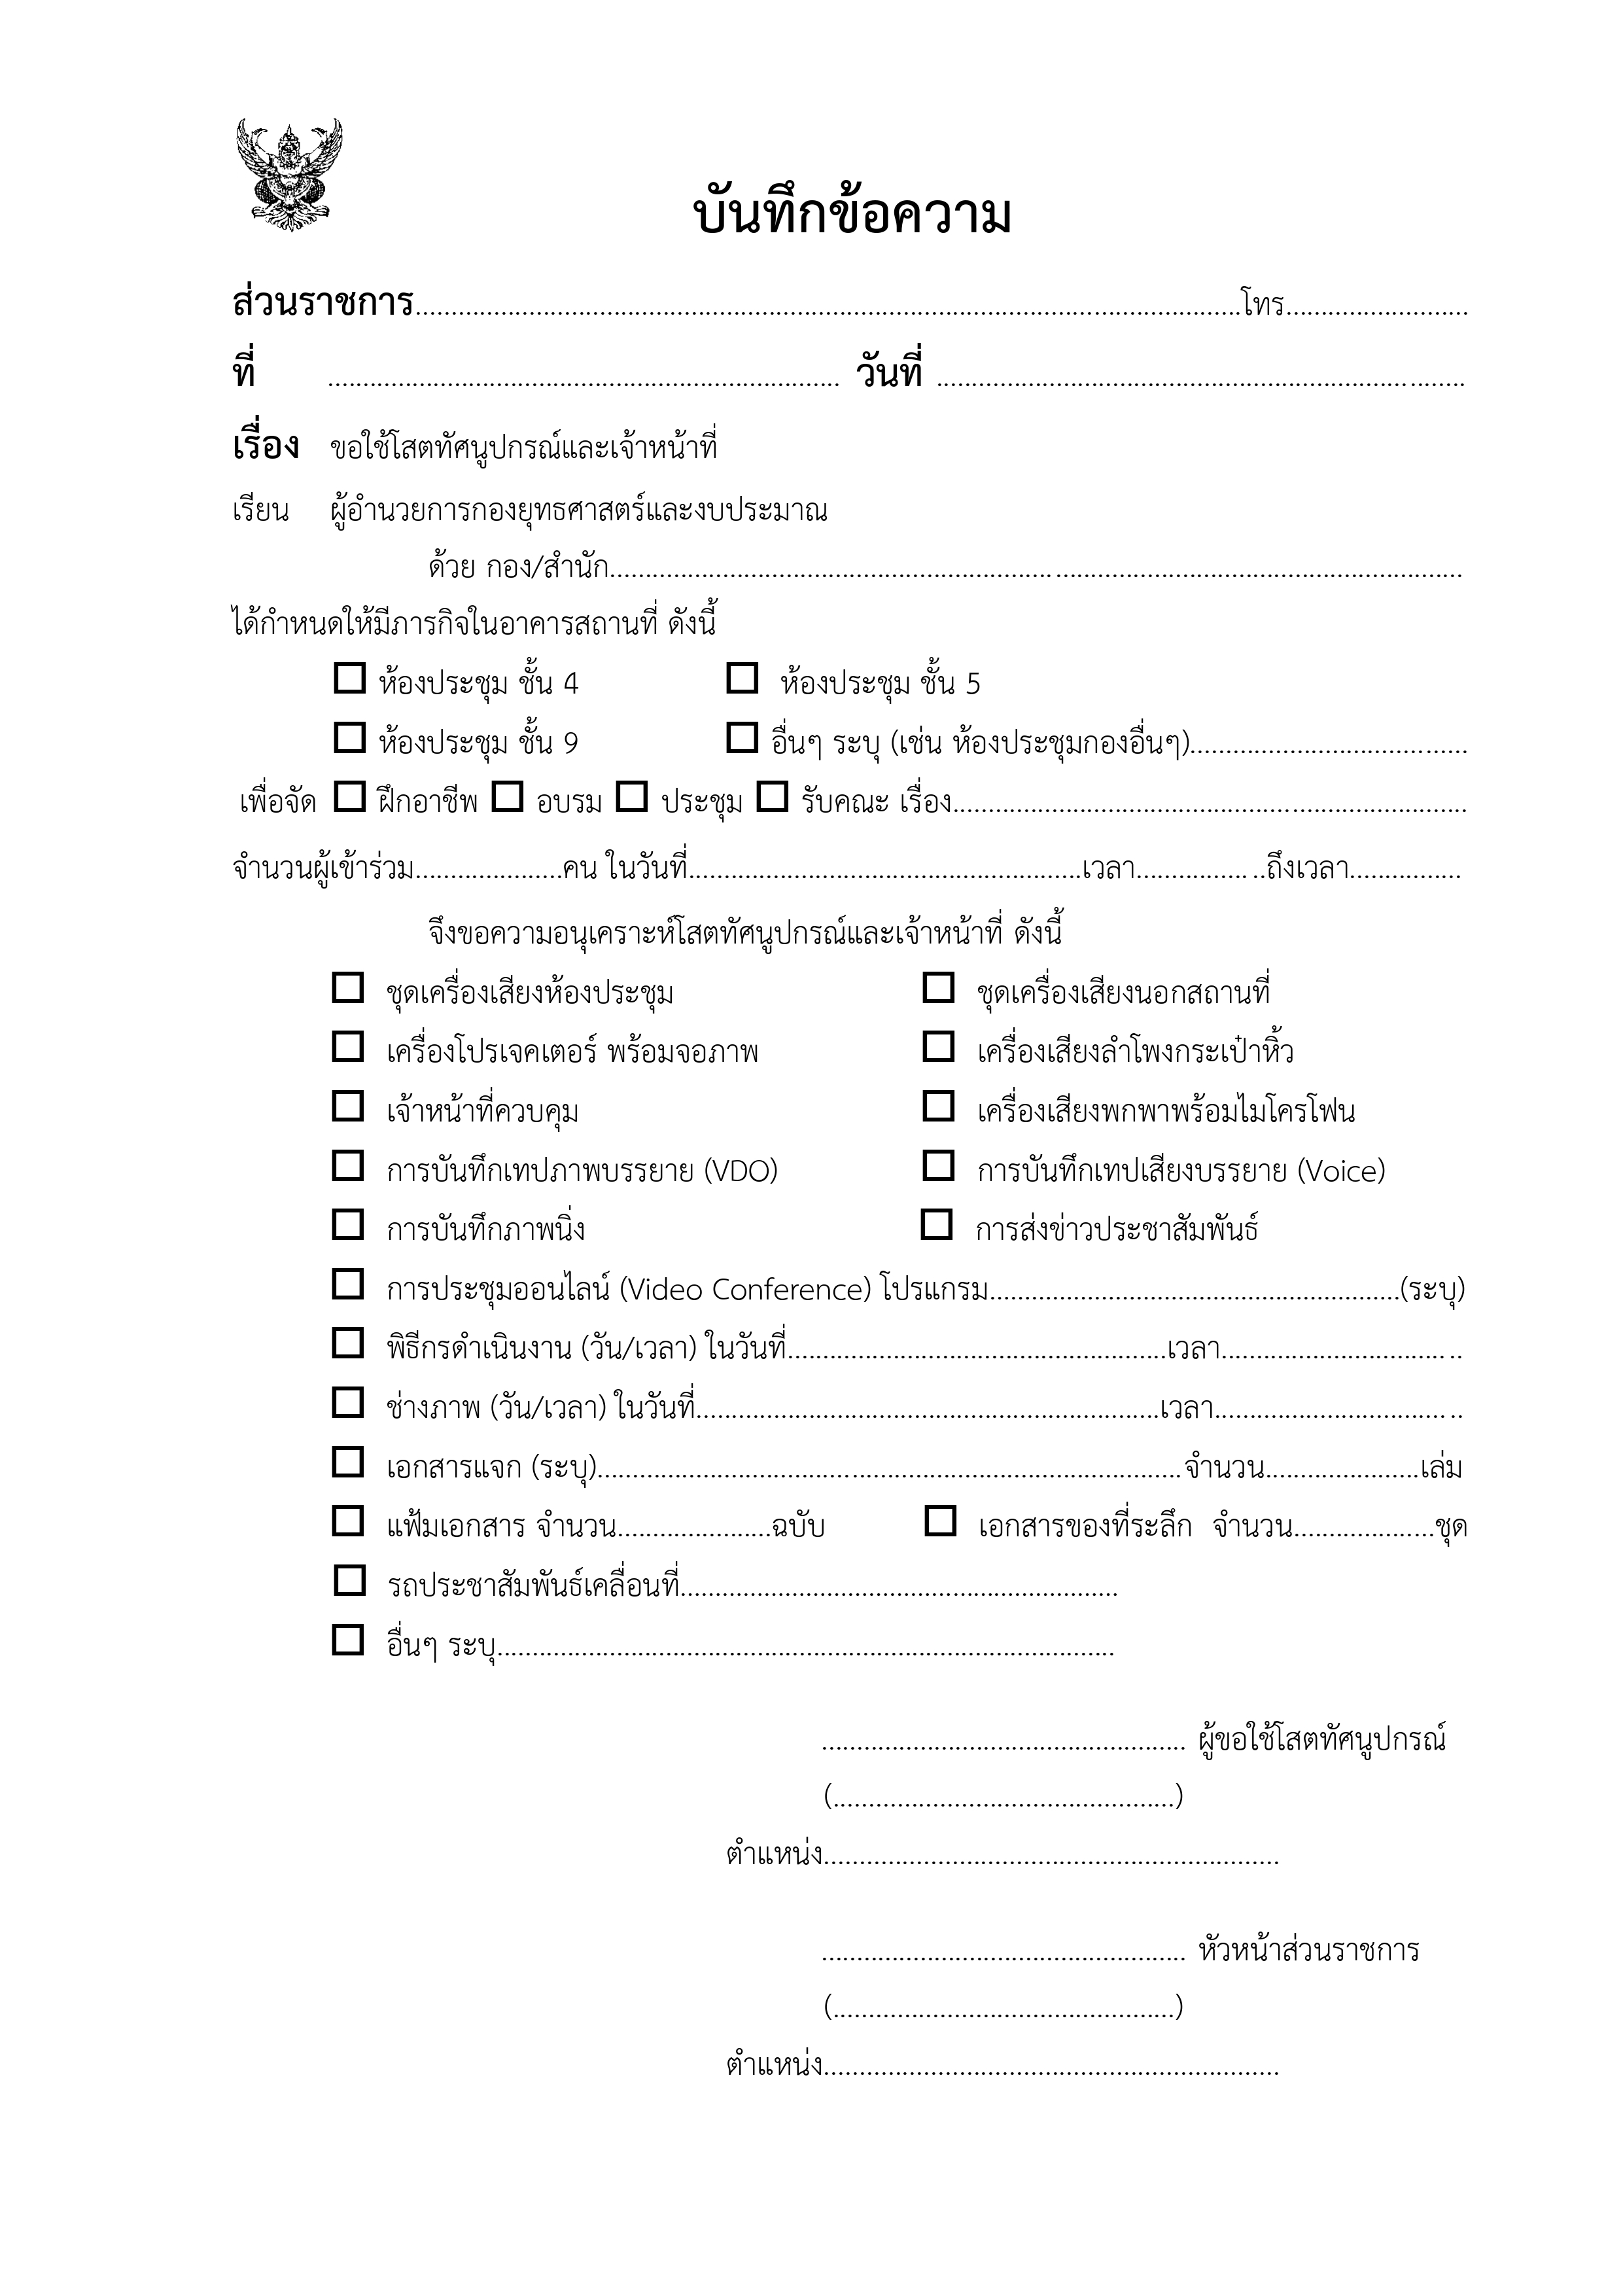 บันทึกข้อความ
ส่วนราชการ....................................................................................................................โทร..........................
ที่ ........................................................................ วันที่ ..........................................................................
เรื่อง ขอใช้โสตทัศนูปกรณ์และเจ้าหน้าที่
เรียน ผู้อำนวยการกองยุทธศาสตร์และงบประมาณ
ด้วย กอง/สำนัก........................................................................................................................
ได้กำหนดให้มีภารกิจในอาคารสถานที่ ดังนี้
☐ ห้องประชุม ชั้น 4 ☐ ห้องประชุม ชั้น 5
☐ ห้องประชุม ชั้น 9 ☐ อื่นๆ ระบุ (เช่น ห้องประชุมกองอื่นๆ).......................................
เพื่อจัด ☐ ฝึกอาชีพ ☐ อบรม ☐ ประชุม ☐ รับคณะ เรื่อง.........................................................................
จำนวนผู้เข้าร่วม.....................คน ในวันที่.......................................................เวลา..................ถึงเวลา................
จึงขอความอนุเคราะห์โสตทัศนูปกรณ์และเจ้าหน้าที่ ดังนี้
☐ ชุดเครื่องเสียงห้องประชุม ☐ ชุดเครื่องเสียงนอกสถานที่
☐ เครื่องโปรเจคเตอร์ พร้อมจอภาพ ☐ เครื่องเสียงลำโพงกระเป๋าหิ้ว
☐ เจ้าหน้าที่ควบคุม ☐ เครื่องเสียงพกพาพร้อมไมโครโฟน
☐ การบันทึกเทปภาพบรรยาย (VDO) ☐ การบันทึกเทปเสียงบรรยาย (Voice)
☐ การบันทึกภาพนิ่ง ☐ การส่งข่าวประชาสัมพันธ์
☐ การประชุมออนไลน์ (Video Conference) โปรแกรม..........................................................(ระบุ)
☐ พิธีกรดำเนินงาน (วัน/เวลา) ในวันที่.....................................................เวลา..................................
☐ ช่างภาพ (วัน/เวลา) ในวันที่.................................................................เวลา...................................
☐ เอกสารแจก (ระบุ)..................................................................................จำนวน......................เล่ม
☐ แฟ้มเอกสาร จำนวน......................ฉบับ ☐ เอกสารของที่ระลึก จำนวน....................ชุด
☐ รถประชาสัมพันธ์เคลื่อนที่..............................................................
☐ อื่นๆ ระบุ.......................................................................................
................................................... ผู้ขอใช้โสตทัศนูปกรณ์
(................................................)
ตำแหน่ง................................................................
................................................... หัวหน้าส่วนราชการ
(................................................)
ตำแหน่ง................................................................